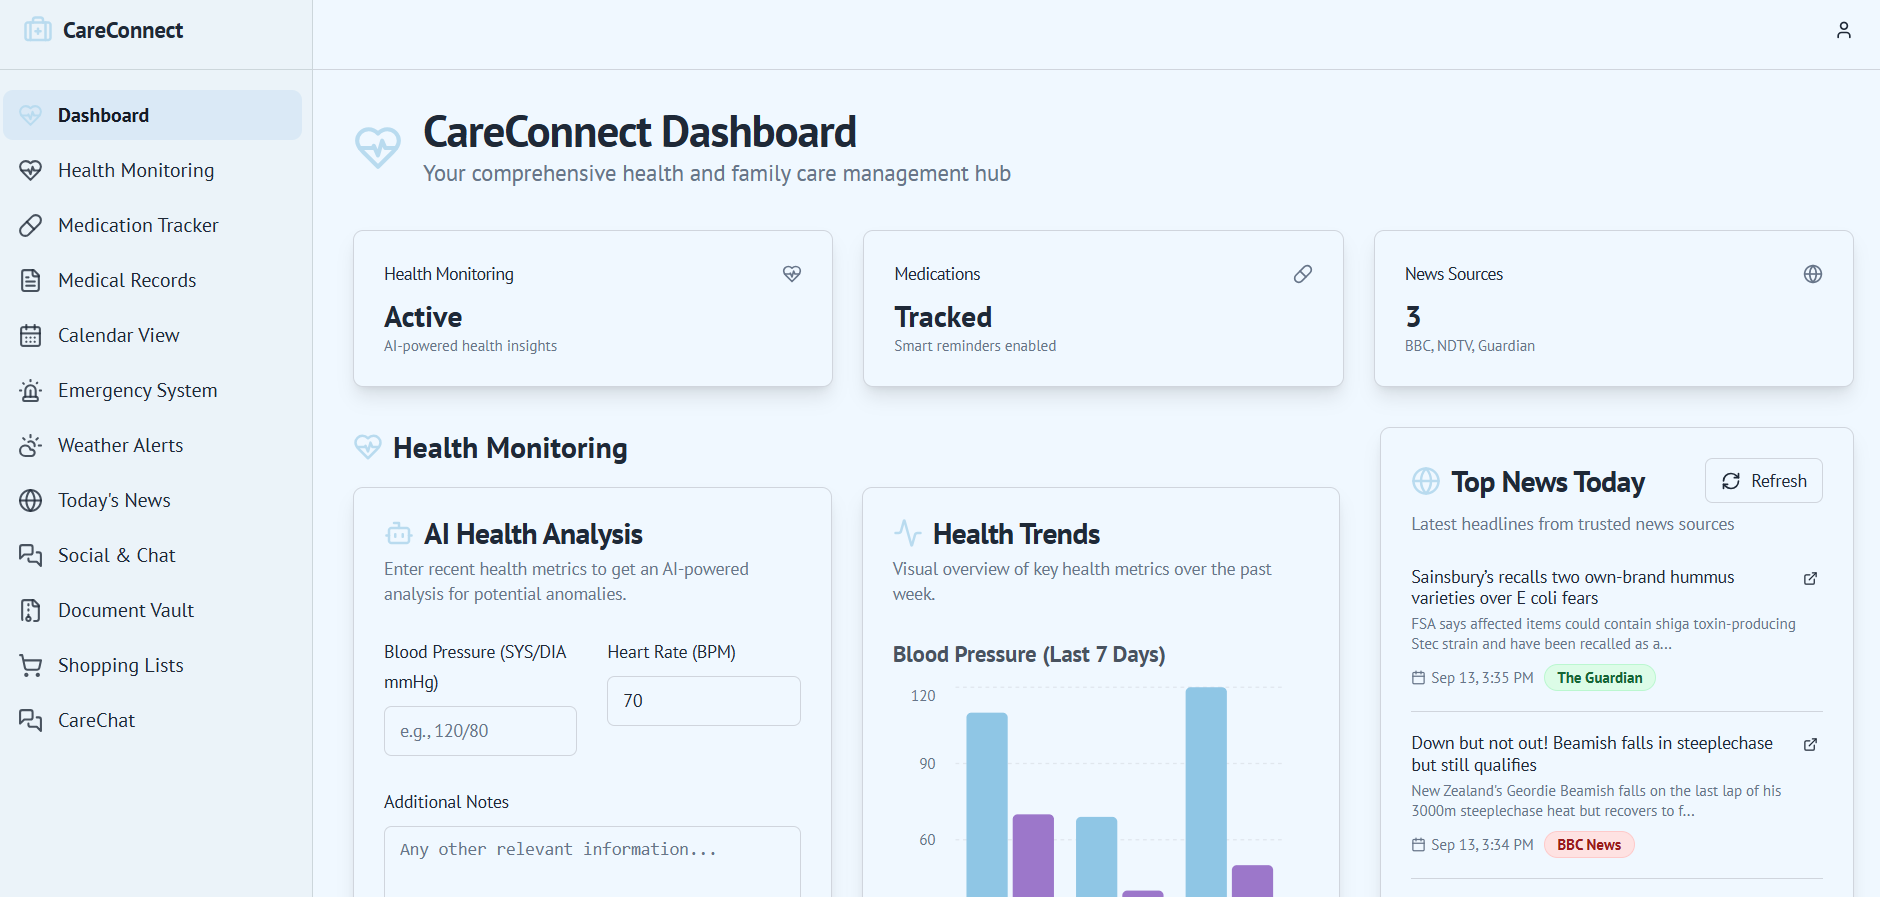 CareConnect
Dashboard
Health Monitoring
Medication Tracker
Medical Records
Calendar View
Emergency System
Weather Alerts
Today's News
Social & Chat
Document Vault
Shopping Lists
CareChat
CareConnect Dashboard
Your comprehensive health and family care management hub
Health Monitoring
Active
AI-powered health insights
Medications
Tracked
Smart reminders enabled
News Sources
3
BBC, NDTV, Guardian
Health Monitoring
AI Health Analysis
Enter recent health metrics to get an AI-powered
analysis for potential anomalies.
Blood Pressure (SYS/DIA
mmHg)
e.g., 120/80
Heart Rate (BPM)
70
Additional Notes
Any other relevant information...
Health Trends
Visual overview of key health metrics over the past
week.
Blood Pressure (Last 7 Days)
120
90
60
Top News Today
Refresh
Latest headlines from trusted news sources
Sainsbury’s recalls two own-brand hummus
varieties over E coli fears
FSA says affected items could contain shiga toxin-producing
Stec strain and have been recalled as a...
Sep 13, 3:35 PM The Guardian
Down but not out! Beamish falls in steeplechase
but still qualifies
New Zealand's Geordie Beamish falls on the last lap of his
3000m steeplechase heat but recovers to f...
Sep 13, 3:34 PM BBC News